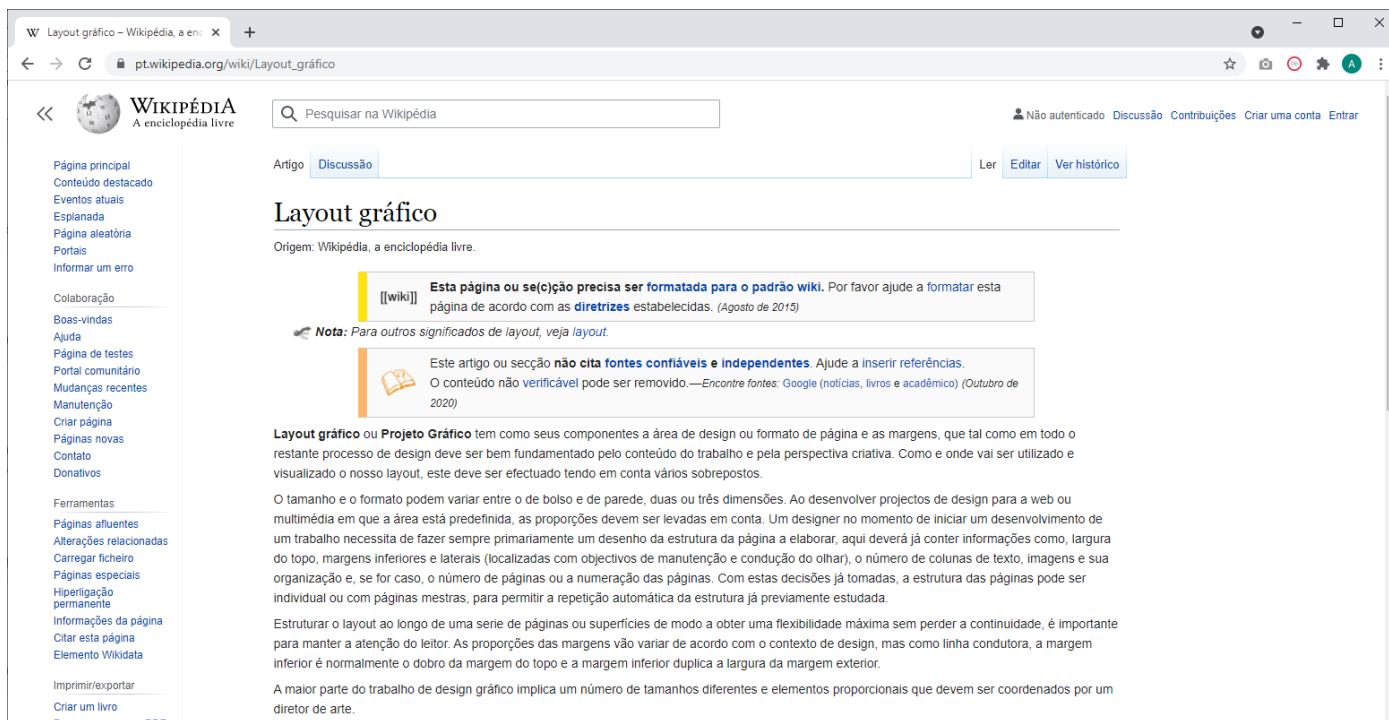 Layout gráfico – Wikipédia, a enc
pt.wikipedia.org/wiki/Layout_gráfico
A
WIKIPÉDIA
A enciclopédia livre
Pesquisar na Wikipédia
Não autenticado Discussão Contribuições Criar uma conta Entrar
Página principal
Conteúdo destacado
Eventos atuais
Esplanada
Página aleatória
Portais
Informar um erro
Colaboração
Boas-vindas
Ajuda
Página de testes
Portal comunitário
Mudanças recentes
Manutenção
Criar página
Páginas novas
Contato
Donativos
Ferramentas
Páginas afluentes
Alterações relacionadas
Carregar ficheiro
Páginas especiais
Hiperligação
permanente
Informações da página
Citar esta página
Elemento Wikidata
Imprimir/exportar
Criar um livro
Artigo Discussão
Ler Editar Ver histórico
Layout gráfico
Origem: Wikipédia, a enciclopédia livre.
[[wiki]]
Esta página ou se(c)ção precisa ser formatada para o padrão wiki. Por favor ajude a formatar esta
página de acordo com as diretrizes estabelecidas. (Agosto de 2015)
Nota: Para outros significados de layout, veja layout.
Este artigo ou secção não cita fontes confiáveis e independentes. Ajude a inserir referências.
O conteúdo não verificável pode ser removido.—Encontre fontes: Google (notícias, livros e acadêmico) (Outubro de
2020)
Layout gráfico ou Projeto Gráfico tem como seus componentes a área de design ou formato de página e as margens, que tal como em todo o
restante processo de design deve ser bem fundamentado pelo conteúdo do trabalho e pela perspectiva criativa. Como e onde vai ser utilizado e
visualizado o nosso layout, este deve ser efectuado tendo em conta vários sobrepostos.
O tamanho e o formato podem variar entre o de bolso e de parede, duas ou três dimensões. Ao desenvolver projectos de design para a web ou
multimédia em que a área está predefinida, as proporções devem ser levadas em conta. Um designer no momento de iniciar um desenvolvimento de
um trabalho necessita de fazer sempre primariamente um desenho da estrutura da página a elaborar, aqui deverá já conter informações como, largura
do topo, margens inferiores e laterais (localizadas com objectivos de manutenção e condução do olhar), o número de colunas de texto, imagens e sua
organização e, se for caso, o número de páginas ou a numeração das páginas. Com estas decisões já tomadas, a estrutura das páginas pode ser
individual ou com páginas mestras, para permitir a repetição automática da estrutura já previamente estudada.
Estruturar o layout ao longo de uma serie de páginas ou superfícies de modo a obter uma flexibilidade máxima sem perder a continuidade, é importante
para manter a atenção do leitor. As proporções das margens vão variar de acordo com o contexto de design, mas como linha condutora, a margem
inferior é normalmente o dobro da margem do topo e a margem inferior duplica a largura da margem exterior.
A maior parte do trabalho de design gráfico implica um número de tamanhos diferentes e elementos proporcionais que devem ser coordenados por um
diretor de arte.